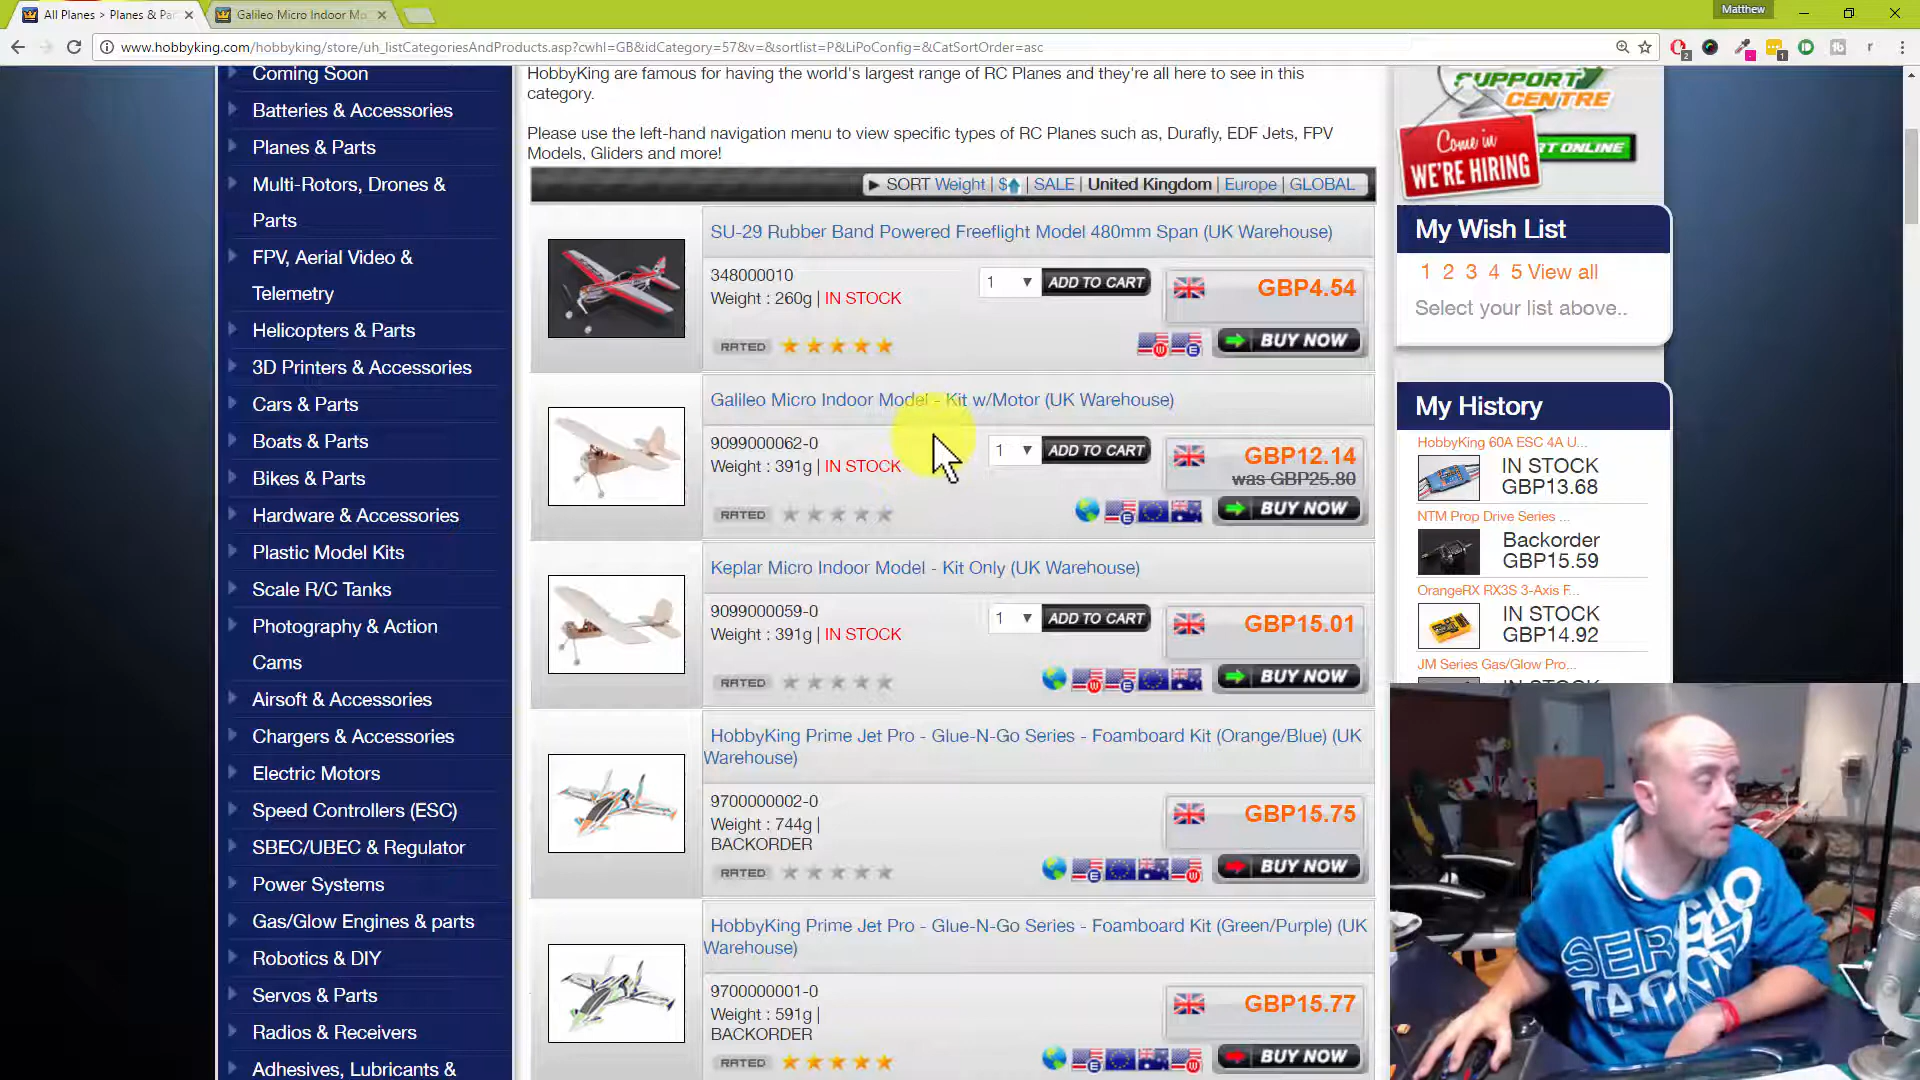 All Planes > Planes & Pa
Galileo Micro Indoor Mo
Matthew
www.hobbyking.com/hobbyking/store/uh_listCategoriesAndProducts.asp?cwhl=GB&idCategory=57&v=&sortlist=P&LiPoConfig=&CatSortOrder=asc
Coming Soon
Batteries & Accessories
Planes & Parts
Multi-Rotors, Drones &
Parts
FPV, Aerial Video &
Telemetry
Helicopters & Parts
3D Printers & Accessories
Cars & Parts
Boats & Parts
Bikes & Parts
Hardware & Accessories
Plastic Model Kits
Scale R/C Tanks
Photography & Action
Cams
Airsoft & Accessories
Chargers & Accessories
Electric Motors
Speed Controllers (ESC)
SBEC/UBEC & Regulator
Power Systems
Gas/Glow Engines & parts
Robotics & DIY
Servos & Parts
Radios & Receivers
Adhesives, Lubricants &
HobbyKing are famous for having the world's largest range of RC Planes and they're all here to see in this
category.
Please use the left-hand navigation menu to view specific types of RC Planes such as, Durafly, EDF Jets, FPV
Models, Gliders and more!
SORT Weight | $ | SALE | United Kingdom | Europe | GLOBAL
SU-29 Rubber Band Powered Freeflight Model 480mm Span (UK Warehouse)
348000010
Weight : 260g | IN STOCK
1
ADD TO CART
GBP4.54
RATED
BUY NOW
Galileo Micro Indoor Model - Kit w/Motor (UK Warehouse)
9099000062-0
Weight : 391g | IN STOCK
1
ADD TO CART
GBP12.14
was GBP25.80
RATED
BUY NOW
Keplar Micro Indoor Model - Kit Only (UK Warehouse)
9099000059-0
Weight : 391g | IN STOCK
1
ADD TO CART
GBP15.01
RATED
BUY NOW
HobbyKing Prime Jet Pro - Glue-N-Go Series - Foamboard Kit (Orange/Blue) (UK
Warehouse)
9700000002-0
Weight : 744g |
BACKORDER
GBP15.75
RATED
BUY NOW
HobbyKing Prime Jet Pro - Glue-N-Go Series - Foamboard Kit (Green/Purple) (UK
Warehouse)
9700000001-0
Weight : 591g |
BACKORDER
GBP15.77
RATED
BUY NOW
SUPPORT
CENTRE
Come in
WE'RE HIRING
RT ONLINE
My Wish List
1 2 3 4 5 View all
Select your list above..
My History
HobbyKing 60A ESC 4A U...
IN STOCK
GBP13.68
NTM Prop Drive Series ...
Backorder
GBP15.59
OrangeRX RX3S 3-Axis F...
IN STOCK
GBP14.92
JM Series Gas/Glow Pro...
SER
TA